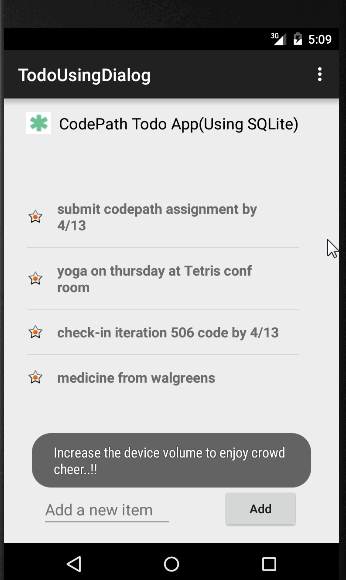 3G 5:09
TodoUsingDialog
CodePath Todo App(Using SQLite)
submit codepath assignment by
4/13
yoga on thursday at Tetris conf
room
check-in iteration 506 code by 4/13
medicine from walgreens
Increase the device volume to enjoy crowd
cheer..!!
Add a new item Add